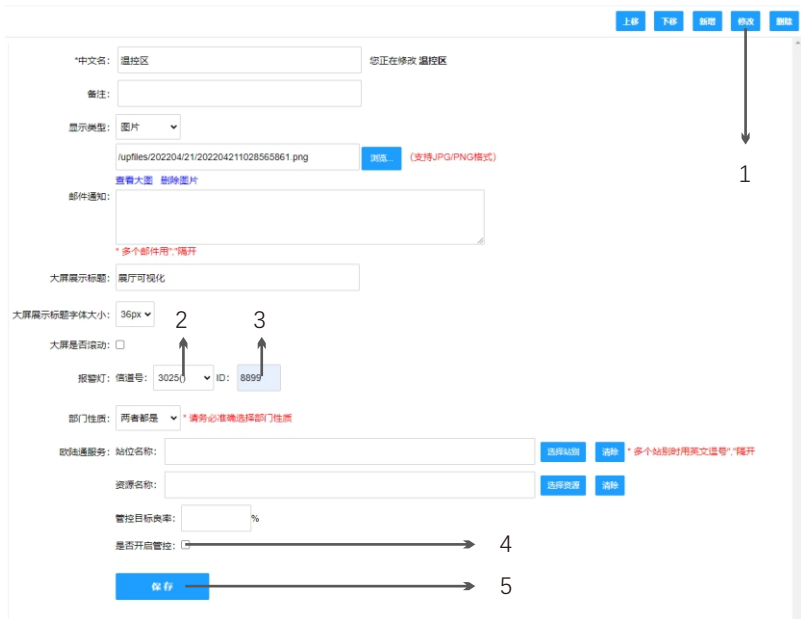 上移 下移 新增 修改 删除
*中文名: 温控区 您正在修改 温控区
备注:
显示类型: 图片
/upfiles/202204/21/202204211028565861.png 浏览... (支持JPG/PNG格式)
1
查看大图 删除图片
邮件通知:
* 多个邮件用","隔开
大屏展示标题: 展厅可视化
大屏展示标题字体大小: 36px
2 3
大屏是否滚动:
报警灯: 信道号: 3025() ID: 8899
部门性质: 两者都是 * 请务必准确选择部门性质
欧陆通服务: 站位名称: 选择站别 清除 * 多个站别时用英文逗号","隔开
资源名称: 选择资源 清除
管控目标良率: %
是否开启管控: 4
保存 5